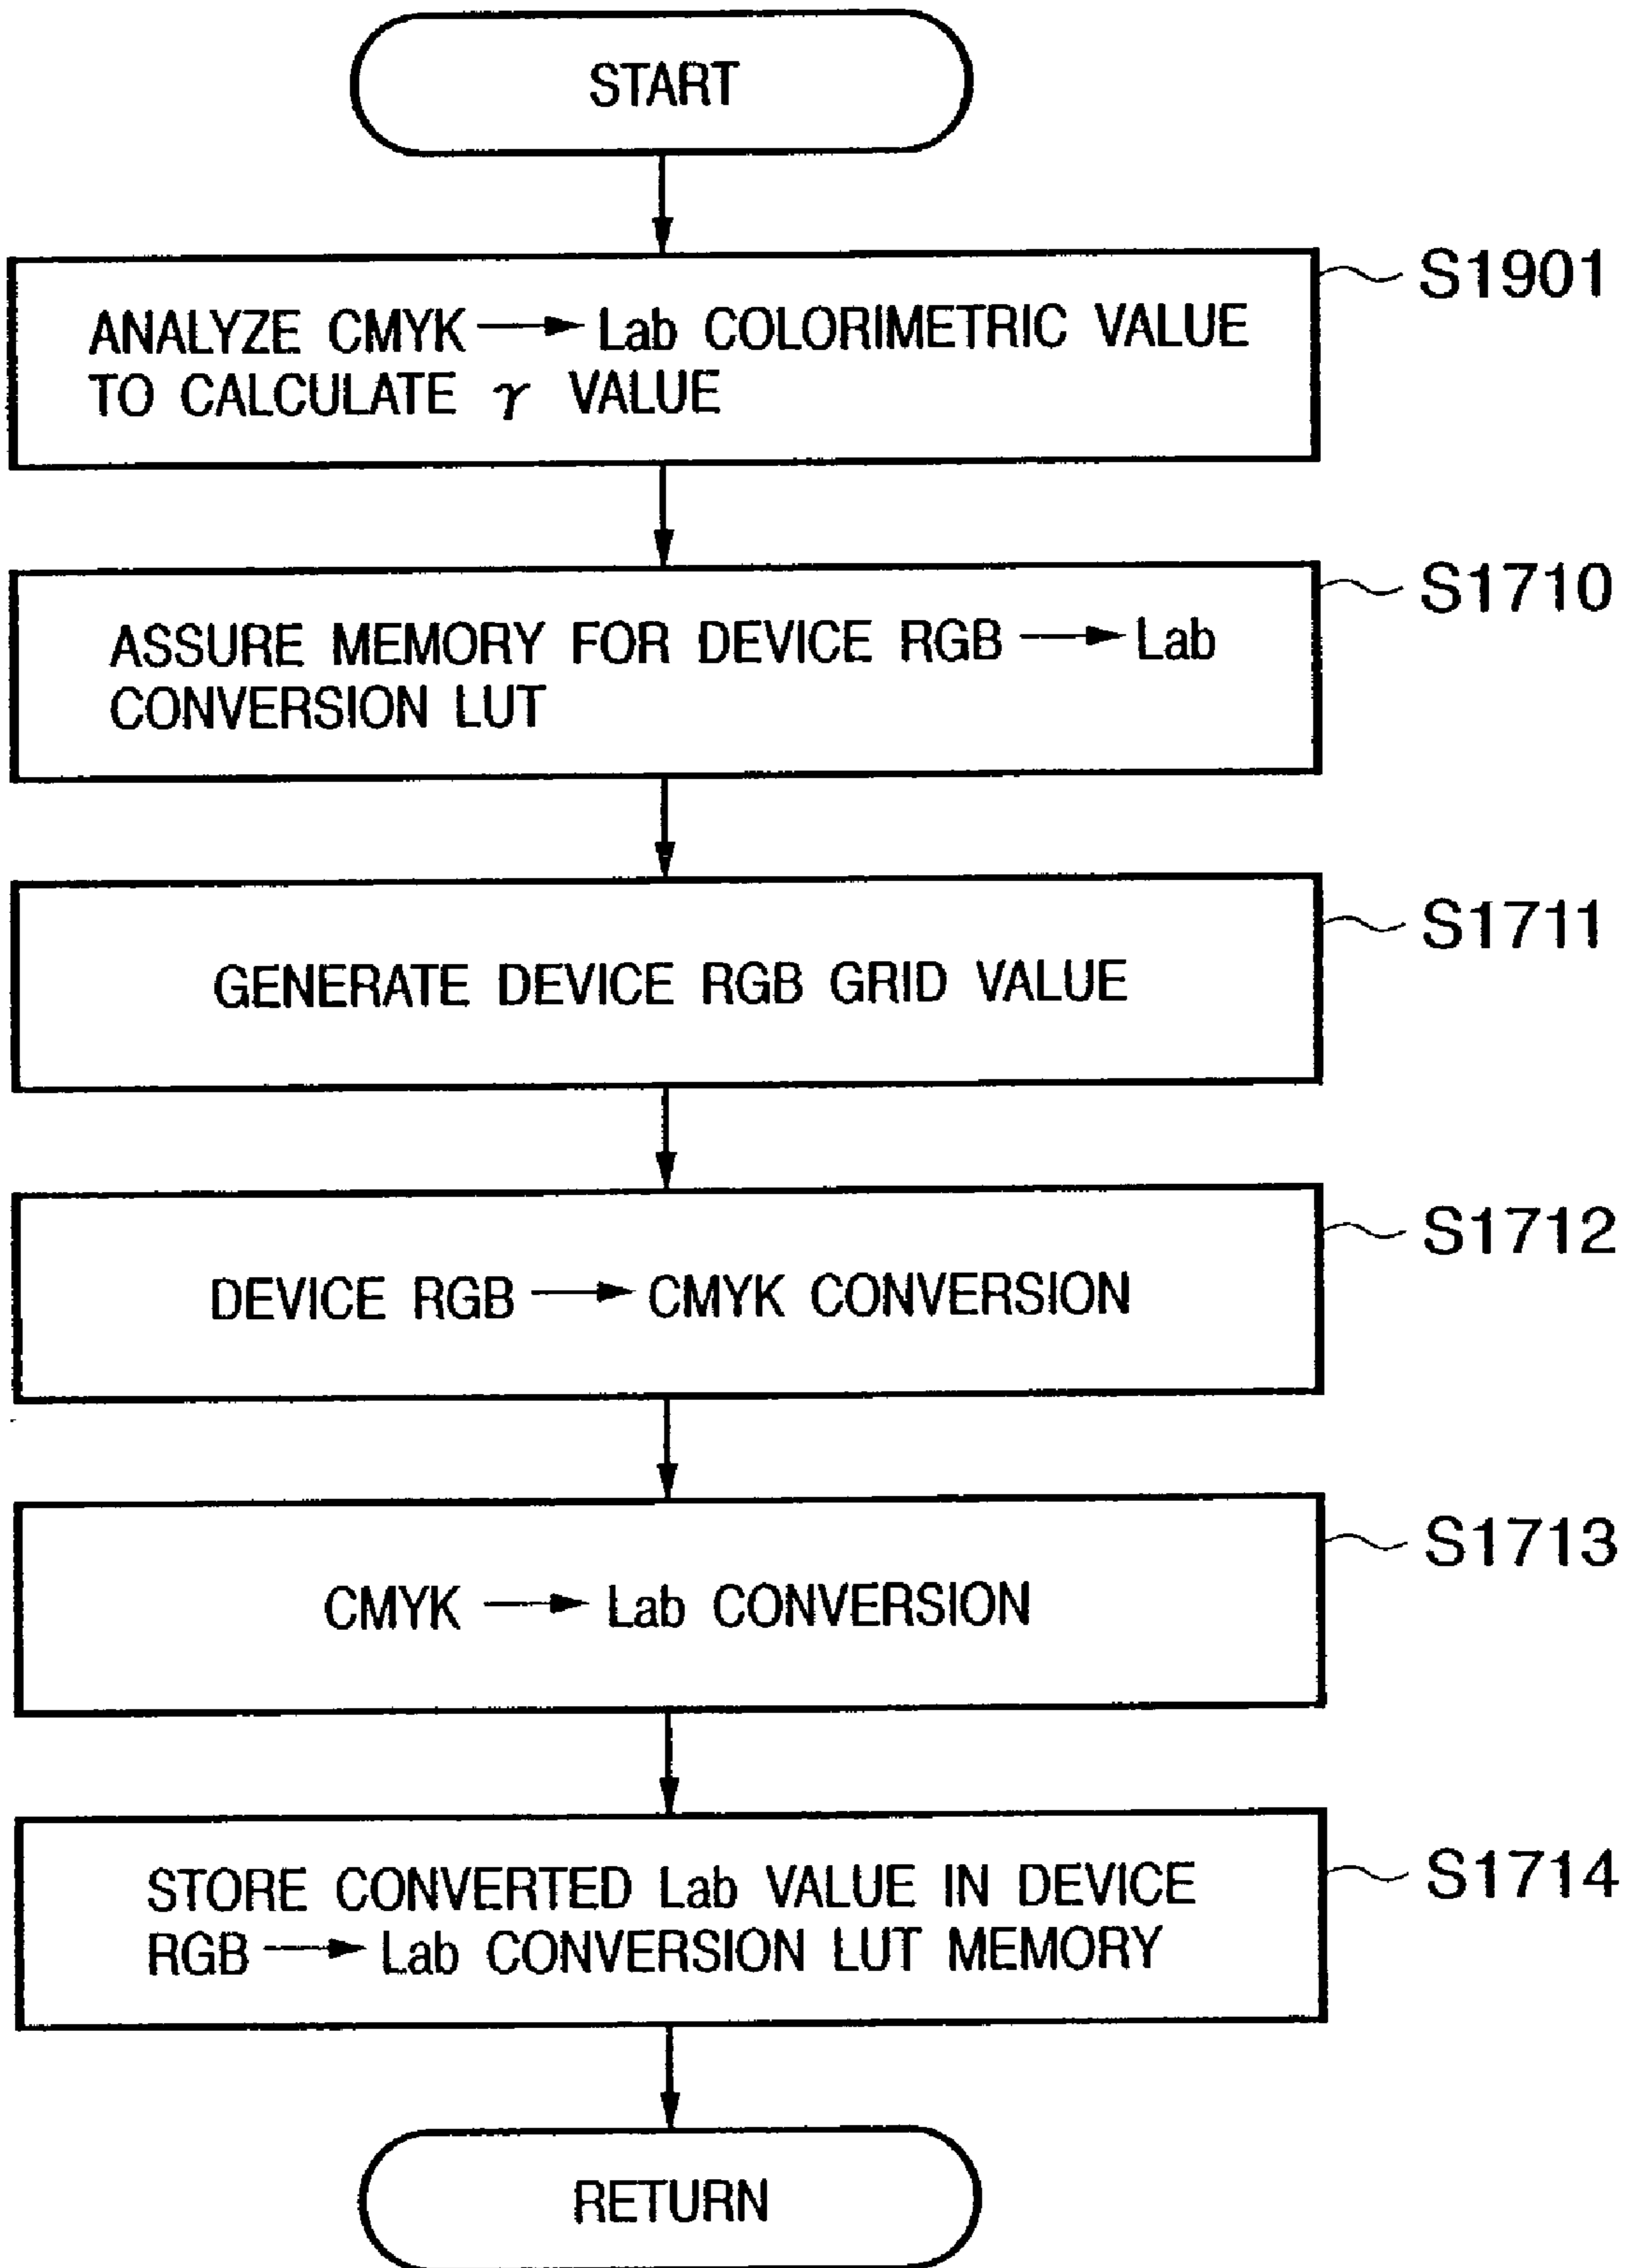 START
S1901
ANALYZE CMYK → Lab COLORIMETRIC VALUE
TO CALCULATE γ VALUE
S1710
ASSURE MEMORY FOR DEVICE RGB → Lab
CONVERSION LUT
S1711
GENERATE DEVICE RGB GRID VALUE
S1712
DEVICE RGB → CMYK CONVERSION
S1713
CMYK → Lab CONVERSION
S1714
STORE CONVERTED Lab VALUE IN DEVICE
RGB → Lab CONVERSION LUT MEMORY
RETURN